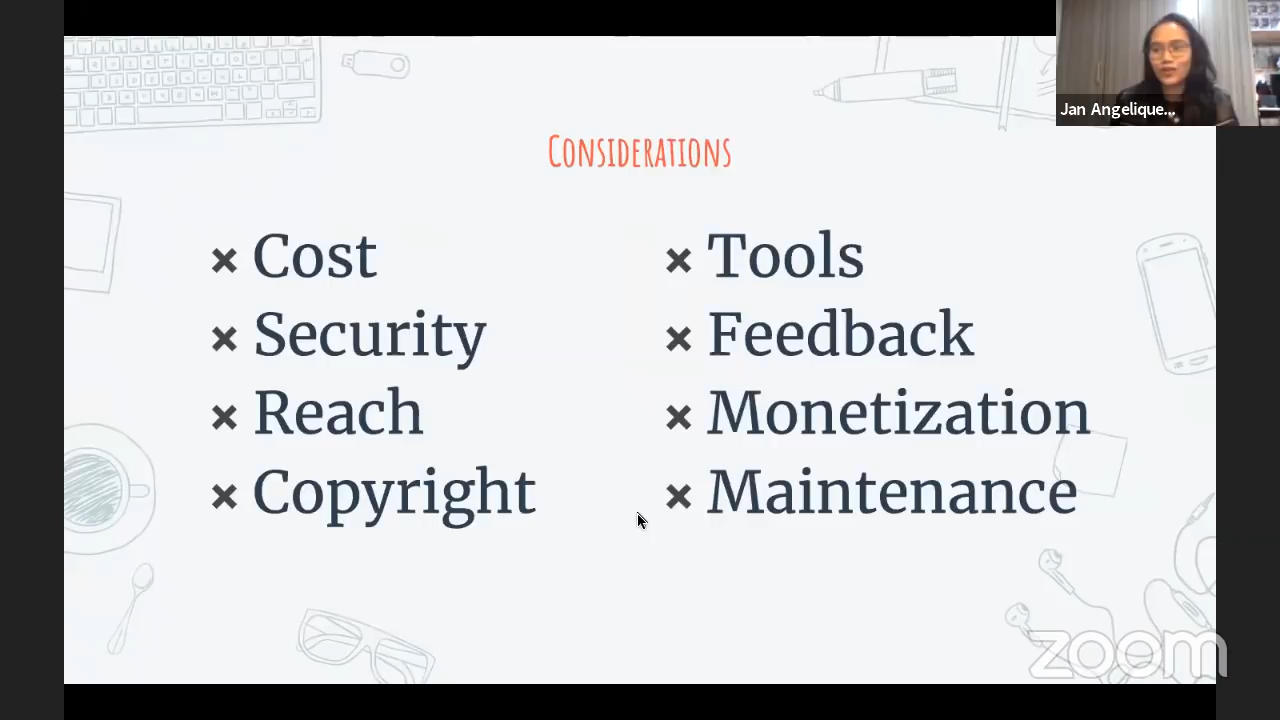 Jan Angelique...
Considerations
× Cost
× Security
× Reach
× Copyright
× Tools
× Feedback
× Monetization
× Maintenance
zoom